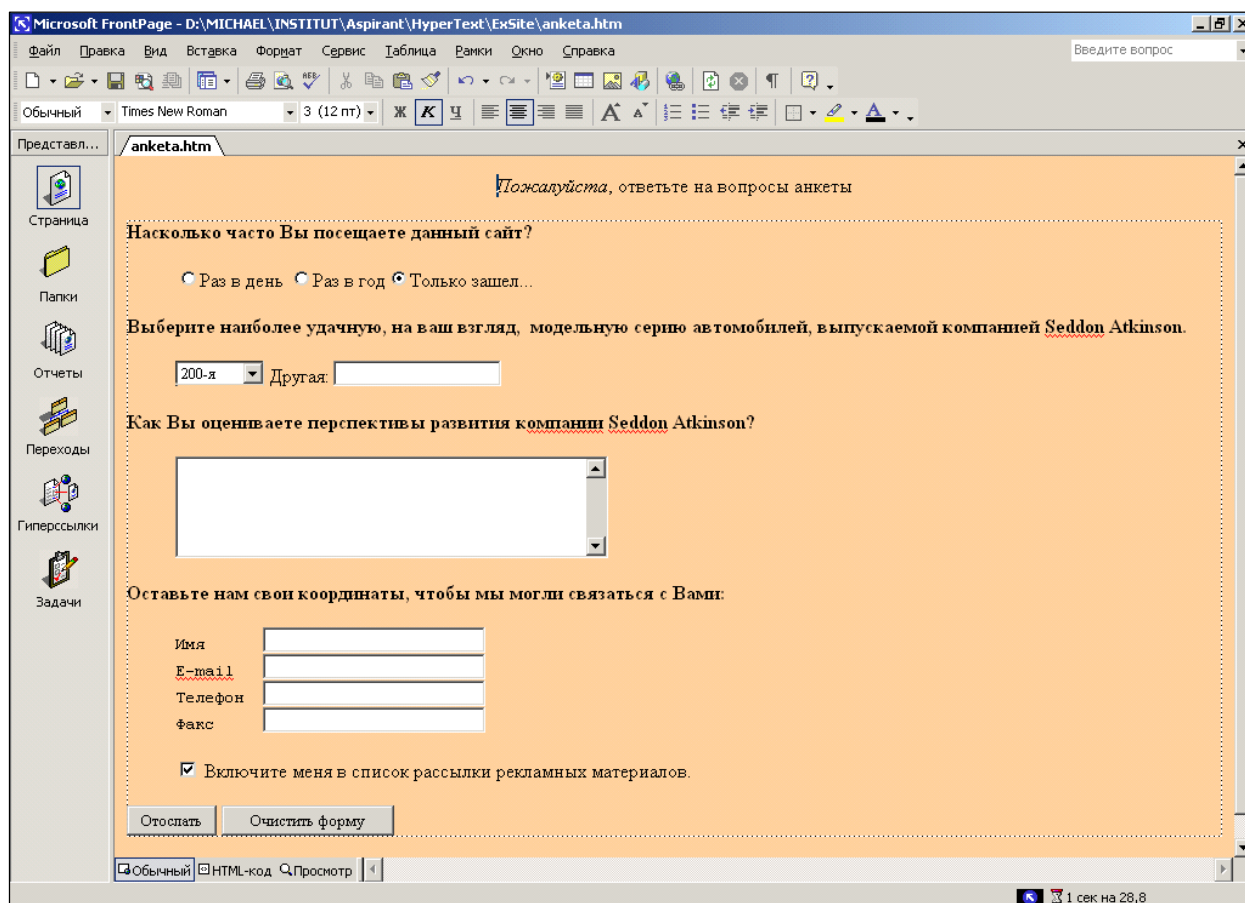 Microsoft FrontPage - D:\MICHAEL\INSTITUT\Aspirant\HyperText\ExSite\anketa.htm
Файл Правка Вид Вставка Формат Сервис Таблица Рамки Окно Справка Введите вопрос
Обычный Times New Roman 3 (12 пт) Ж К Ч
Представл...
anketa.htm
Страница
Папки
Отчеты
Переходы
Гиперссылки
Задачи
Пожалуйста, ответьте на вопросы анкеты
Насколько часто Вы посещаете данный сайт?
Раз в день Раз в год Только зашел...
Выберите наиболее удачную, на ваш взгляд, модельную серию автомобилей, выпускаемой компанией Seddon Atkinson.
200-я Другая:
Как Вы оцениваете перспективы развития компании Seddon Atkinson?
Оставьте нам свои координаты, чтобы мы могли связаться с Вами:
Имя
E-mail
Телефон
Факс
Включите меня в список рассылки рекламных материалов.
Отослать Очистить форму
Обычный HTML-код Просмотр
1 сек на 28,8